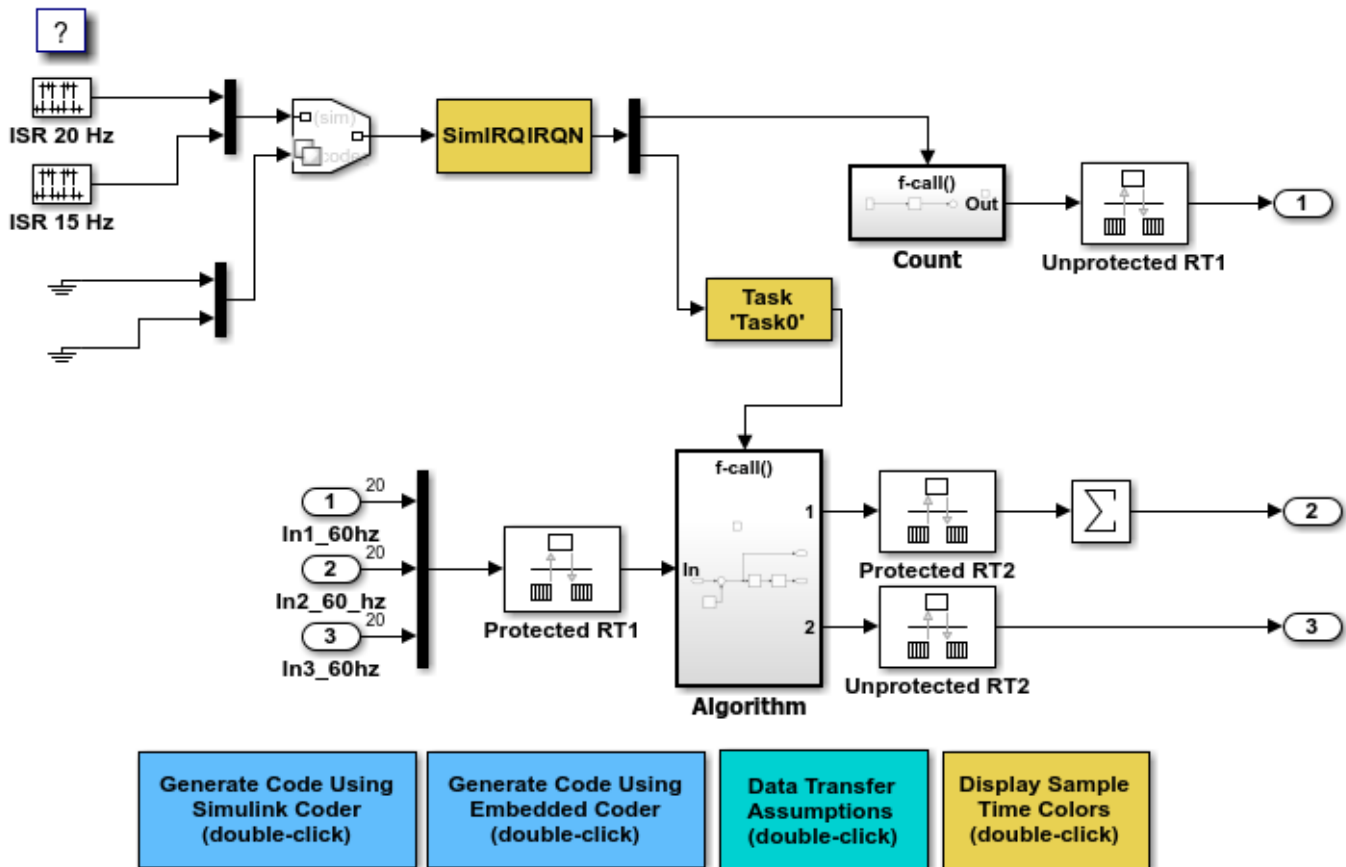 ?
ISR 20 Hz
ISR 15 Hz
(sim)
SimIRQIRQN
f-call()
Out
Count
Unprotected RT1
1
Task
'Task0'
1
20
In1_60hz
2
20
In2_60_hz
3
20
In3_60hz
Protected RT1
f-call()
In
1
2
Algorithm
Protected RT2
2
Unprotected RT2
3
Generate Code Using
Simulink Coder
(double-click)
Generate Code Using
Embedded Coder
(double-click)
Data Transfer
Assumptions
(double-click)
Display Sample
Time Colors
(double-click)